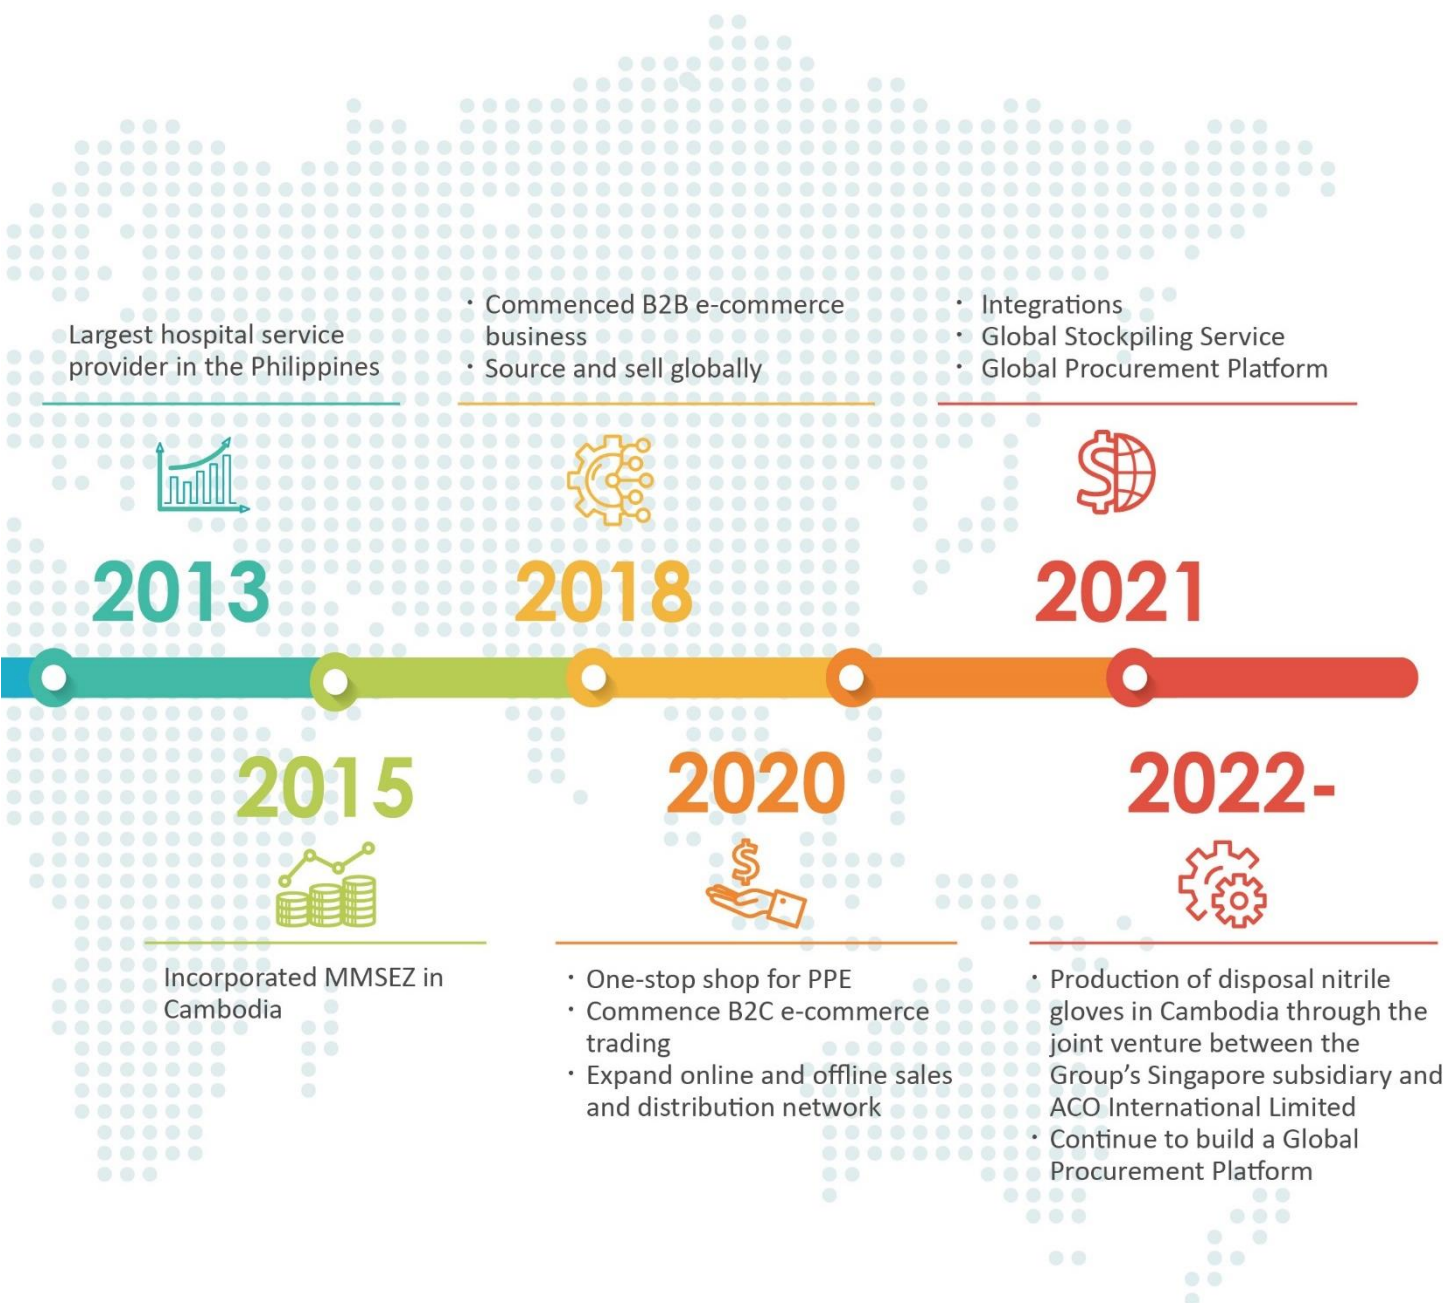 Largest hospital service
provider in the Philippines
2013
2015
Incorporated MMSEZ in
Cambodia
· Commenced B2B e-commerce
business
· Source and sell globally
2018
2020
· One-stop shop for PPE
· Commence B2C e-commerce
trading
· Expand online and offline sales
and distribution network
· Integrations
· Global Stockpiling Service
· Global Procurement Platform
2021
2022-
· Production of disposal nitrile
gloves in Cambodia through the
joint venture between the
Group’s Singapore subsidiary and
ACO International Limited
· Continue to build a Global
Procurement Platform